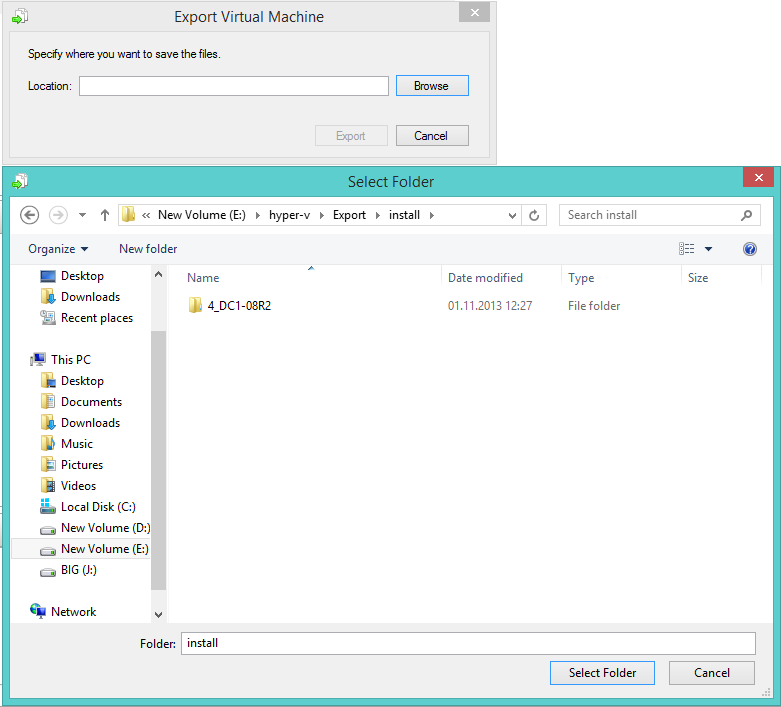 Export Virtual Machine
Specify where you want to save the files.
Location:
Browse
Export
Cancel
Select Folder
« New Volume (E:) hyper-v Export install
Search install
Organize
New folder
Name
Date modified
Type
Size
4_DC1-08R2
01.11.2013 12:27
File folder
Desktop
Downloads
Recent places
This PC
Desktop
Documents
Downloads
Music
Pictures
Videos
Local Disk (C:)
New Volume (D:)
New Volume (E:)
BIG (J:)
Network
Folder:
install
Select Folder
Cancel